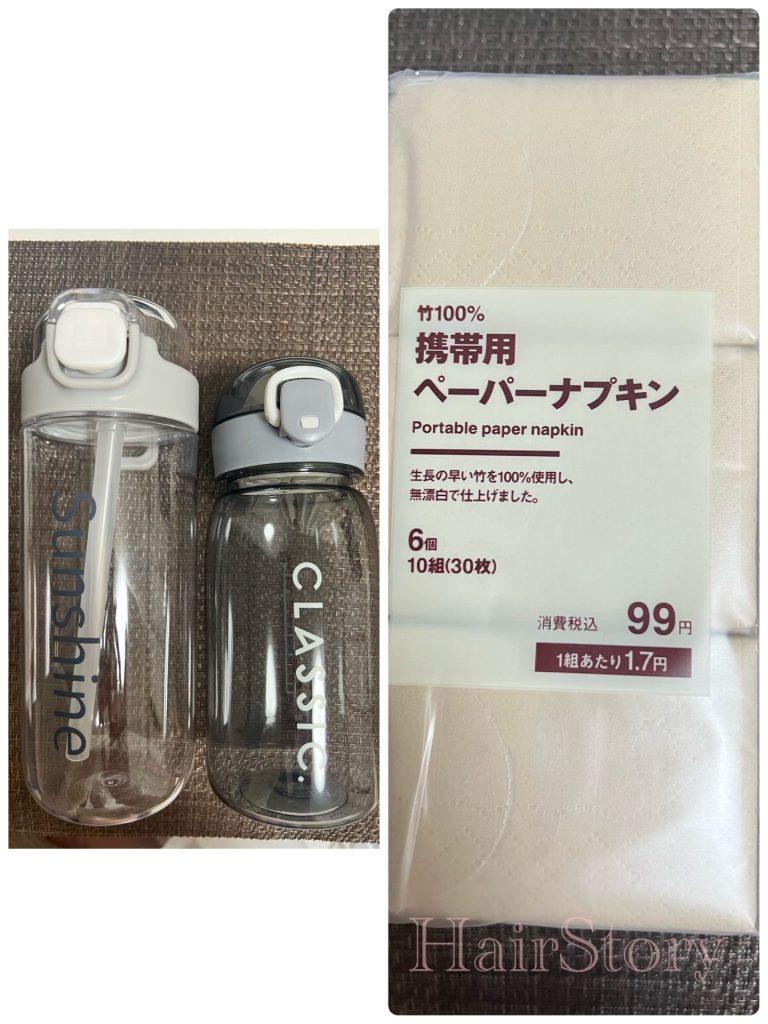 Sunshine
CLASSIC.
竹100%
携帯用
ペーパーナプキン
Portable paper napkin
生長の早い竹を100%使用し、
無漂白で仕上げました。
6個
10組(30枚)
消費税込 99円
1組あたり1.7円
HairStory